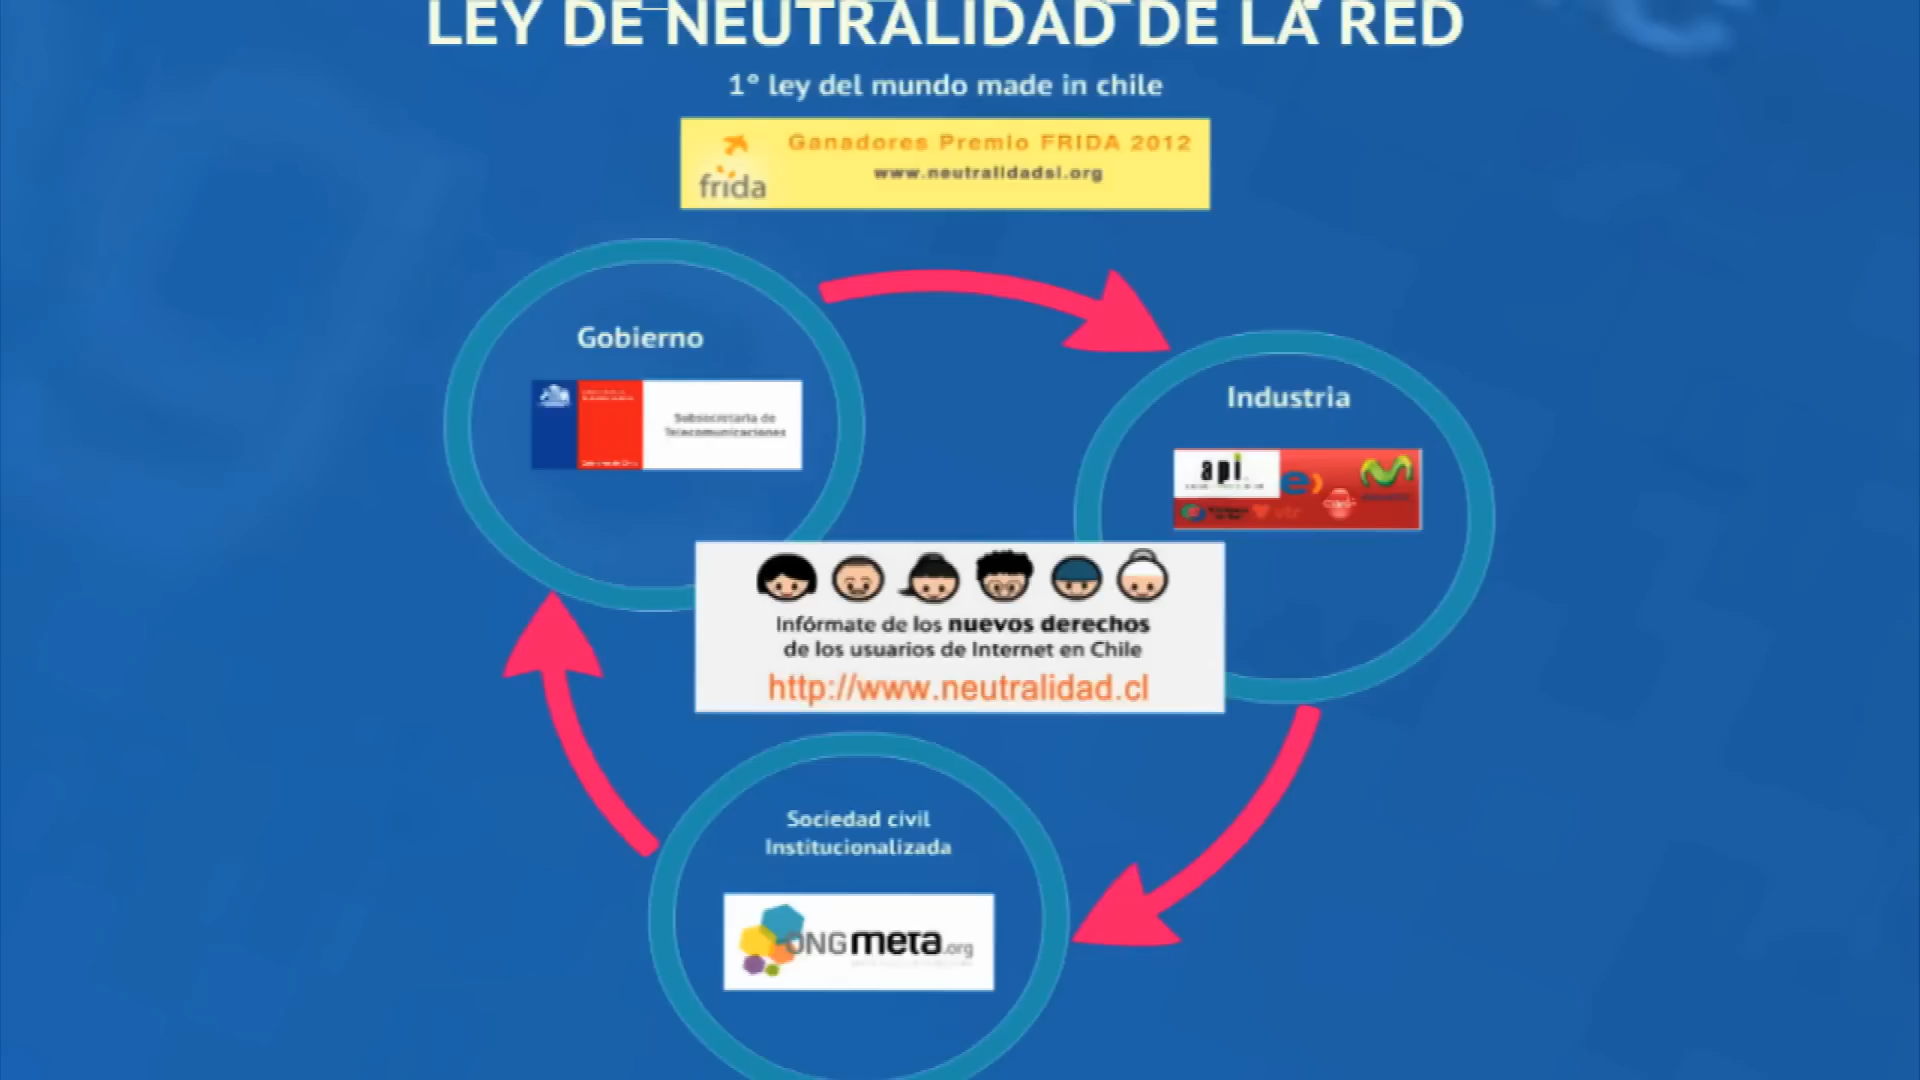 LEY DE NEUTRALIDAD DE LA RED
1° ley del mundo made in chile
Ganadores Premio FRIDA 2012
www.neutralidadsi.org
frida
Gobierno
Subsecretaría de
Telecomunicaciones
Industria
api
vtr
Claro
Infórmate de los nuevos derechos
de los usuarios de Internet en Chile
http://www.neutralidad.cl
Sociedad civil
Institucionalizada
ONGmeta.org